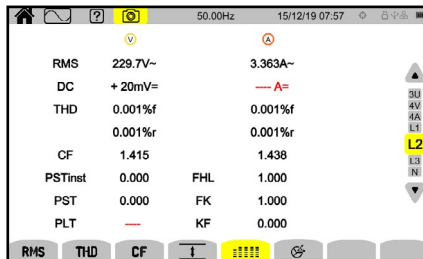 ? 50.00Hz 15/12/19 07:57
V A
RMS 229.7V~ 3.363A~
DC + 20mV= ---- A=
THD 0.001%f 0.001%f
0.001%r 0.001%r
CF 1.415 1.438
PSTinst 0.000 FHL 1.000
PST 0.000 FK 1.000
PLT ---- KF 0.000
3U
4V
4A
L1
L2
L3
N
RMS THD CF